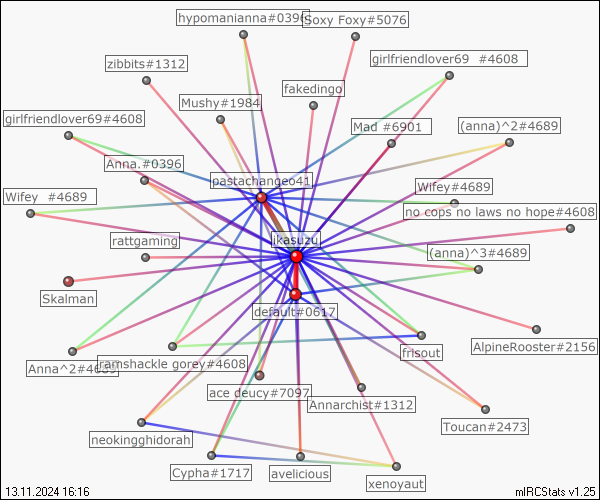 hypomanianna#0396
Soxy Foxy#5076
zibbits#1312
girlfriendlover69 #4608
fakedingo
Mushy#1984
girlfriendlover69#4608
Mad #6901
(anna)^2#4689
Anna.#0396
pastachangeo41
Wifey #4689
Wifey#4689
no cops no laws no hope#4608
rattgaming
ikasuzu
(anna)^3#4689
Skalman
default#0617
AlpineRooster#2156
frisout
Anna^2#4689
ramshackle gorey#4608
ace deucy#7097
Annarchist#1312
Toucan#2473
neokingghidorah
Cypha#1717
avelicious
xenoyaut
13.11.2024 16:16
mIRCStats v1.25